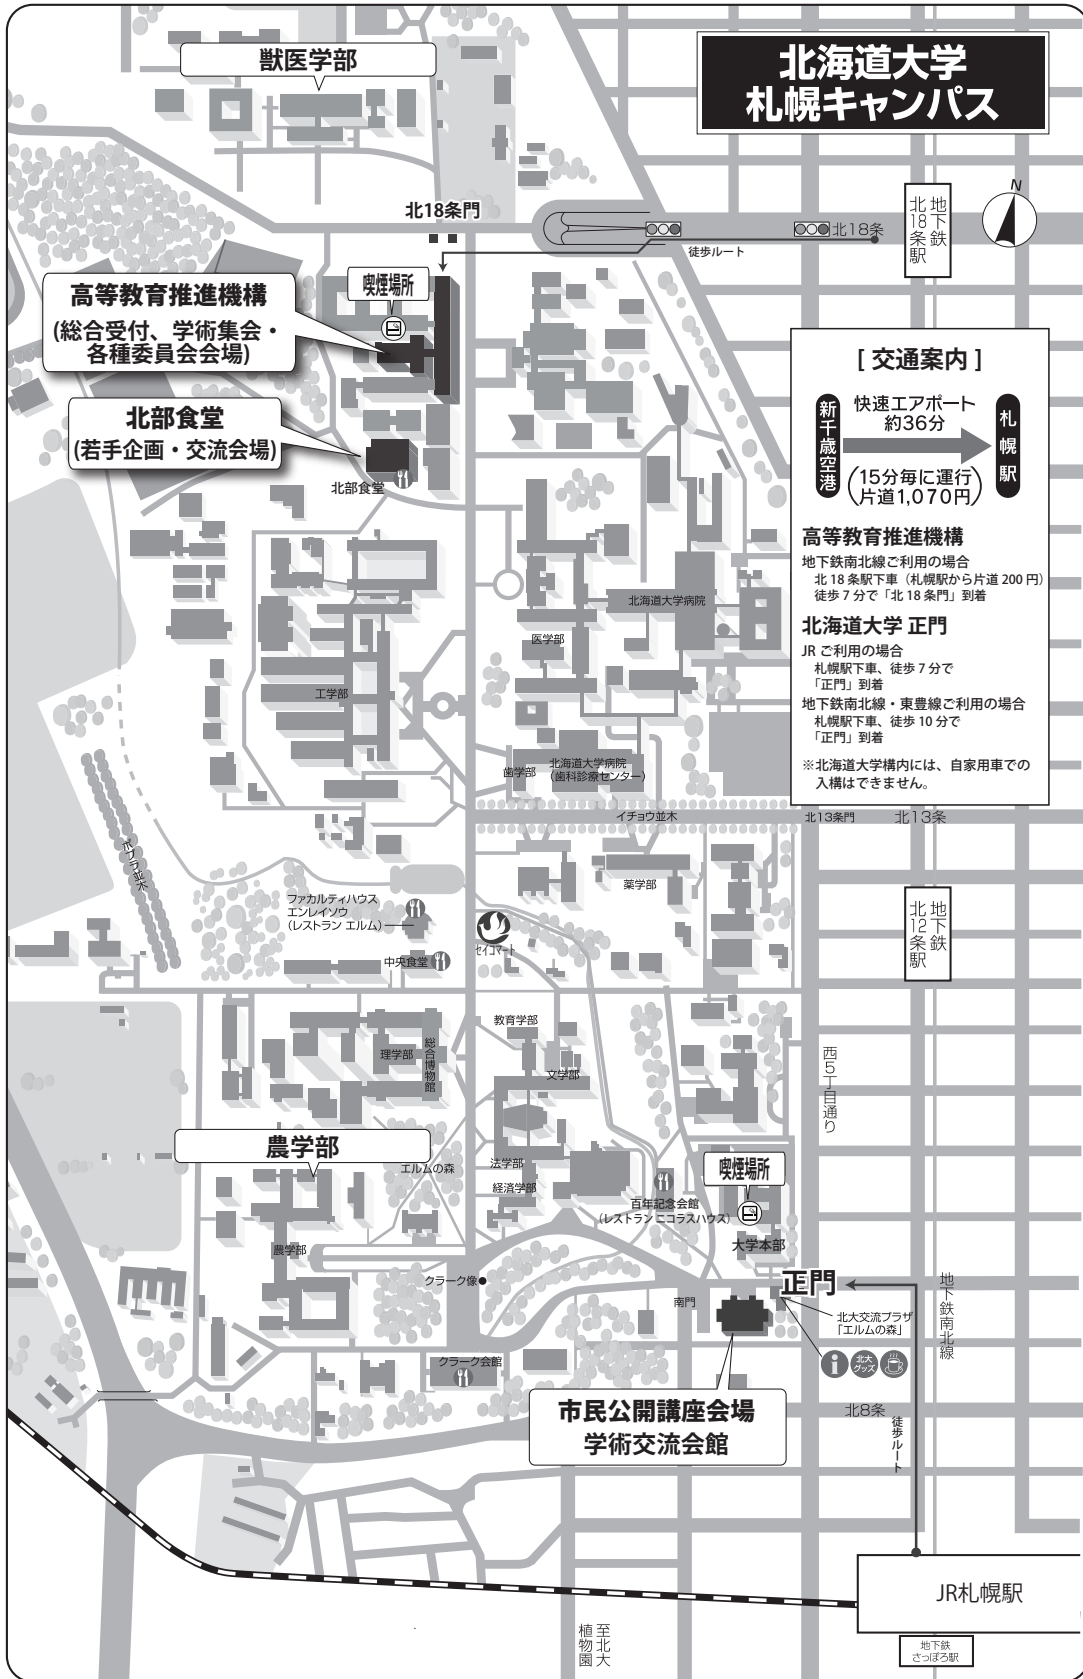 北海道大学
札幌キャンパス
獣医学部
北18条門
北18条
徒歩ルート
地下鉄
北18条駅
N
喫煙場所
高等教育推進機構
(総合受付、学術集会・
各種委員会会場)
北部食堂
(若手企画・交流会場)
北部食堂
[ 交通案内 ]
新千歳空港
快速エアポート
約36分
札幌駅
(15分毎に運行
片道1,070円)
高等教育推進機構
地下鉄南北線ご利用の場合
北 18 条駅下車（札幌駅から片道 200 円）
徒歩 7 分で「北 18 条門」到着
北海道大学 正門
JR ご利用の場合
札幌駅下車、徒歩 7 分で
「正門」到着
地下鉄南北線・東豊線ご利用の場合
札幌駅下車、徒歩 10 分で
「正門」到着
※北海道大学構内には、自家用車での
入構はできません。
北海道大学病院
医学部
工学部
歯学部
北海道大学病院
(歯科診療センター)
イチョウ並木
北13条門
北13条
ポプラ並木
薬学部
ファカルティハウス
エンレイソウ
(レストラン エルム)
セイコマート
中央食堂
地下鉄
北12条駅
教育学部
理学部
総合博物館
文学部
西5丁目通り
農学部
エルムの森
法学部
経済学部
喫煙場所
百年記念会館
(レストラン ニコラスハウス)
大学本部
農学部
クラーク像
正門
南門
北大交流プラザ
「エルムの森」
地下鉄南北線
北大
グッズ
クラーク会館
市民公開講座会場
学術交流会館
北8条
徒歩ルート
JR札幌駅
地下鉄
さっぽろ駅
至北大
植物園